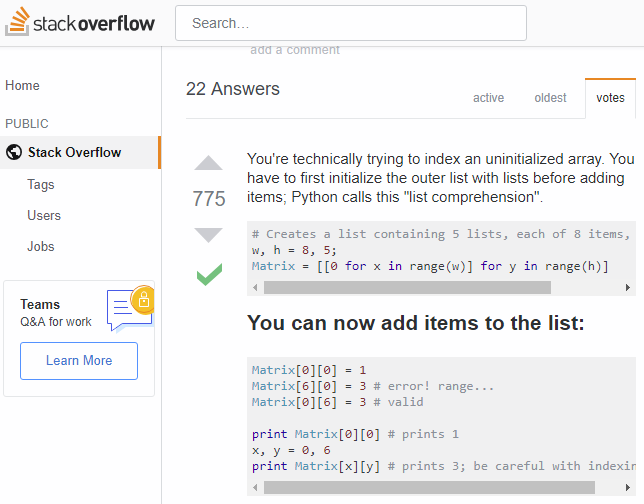 stackoverflow
Search...
add a comment
Home
PUBLIC
Stack Overflow
Tags
Users
Jobs
Teams
Q&A for work
Learn More
22 Answers
active
oldest
votes
775
You're technically trying to index an uninitialized array. You
have to first initialize the outer list with lists before adding
items; Python calls this "list comprehension".
# Creates a list containing 5 lists, each of 8 items,
w, h = 8, 5;
Matrix = [[0 for x in range(w)] for y in range(h)]
You can now add items to the list:
Matrix[0][0] = 1
Matrix[6][0] = 3 # error! range...
Matrix[0][6] = 3 # valid
print Matrix[0][0] # prints 1
x, y = 0, 6
print Matrix[x][y] # prints 3; be careful with indexin